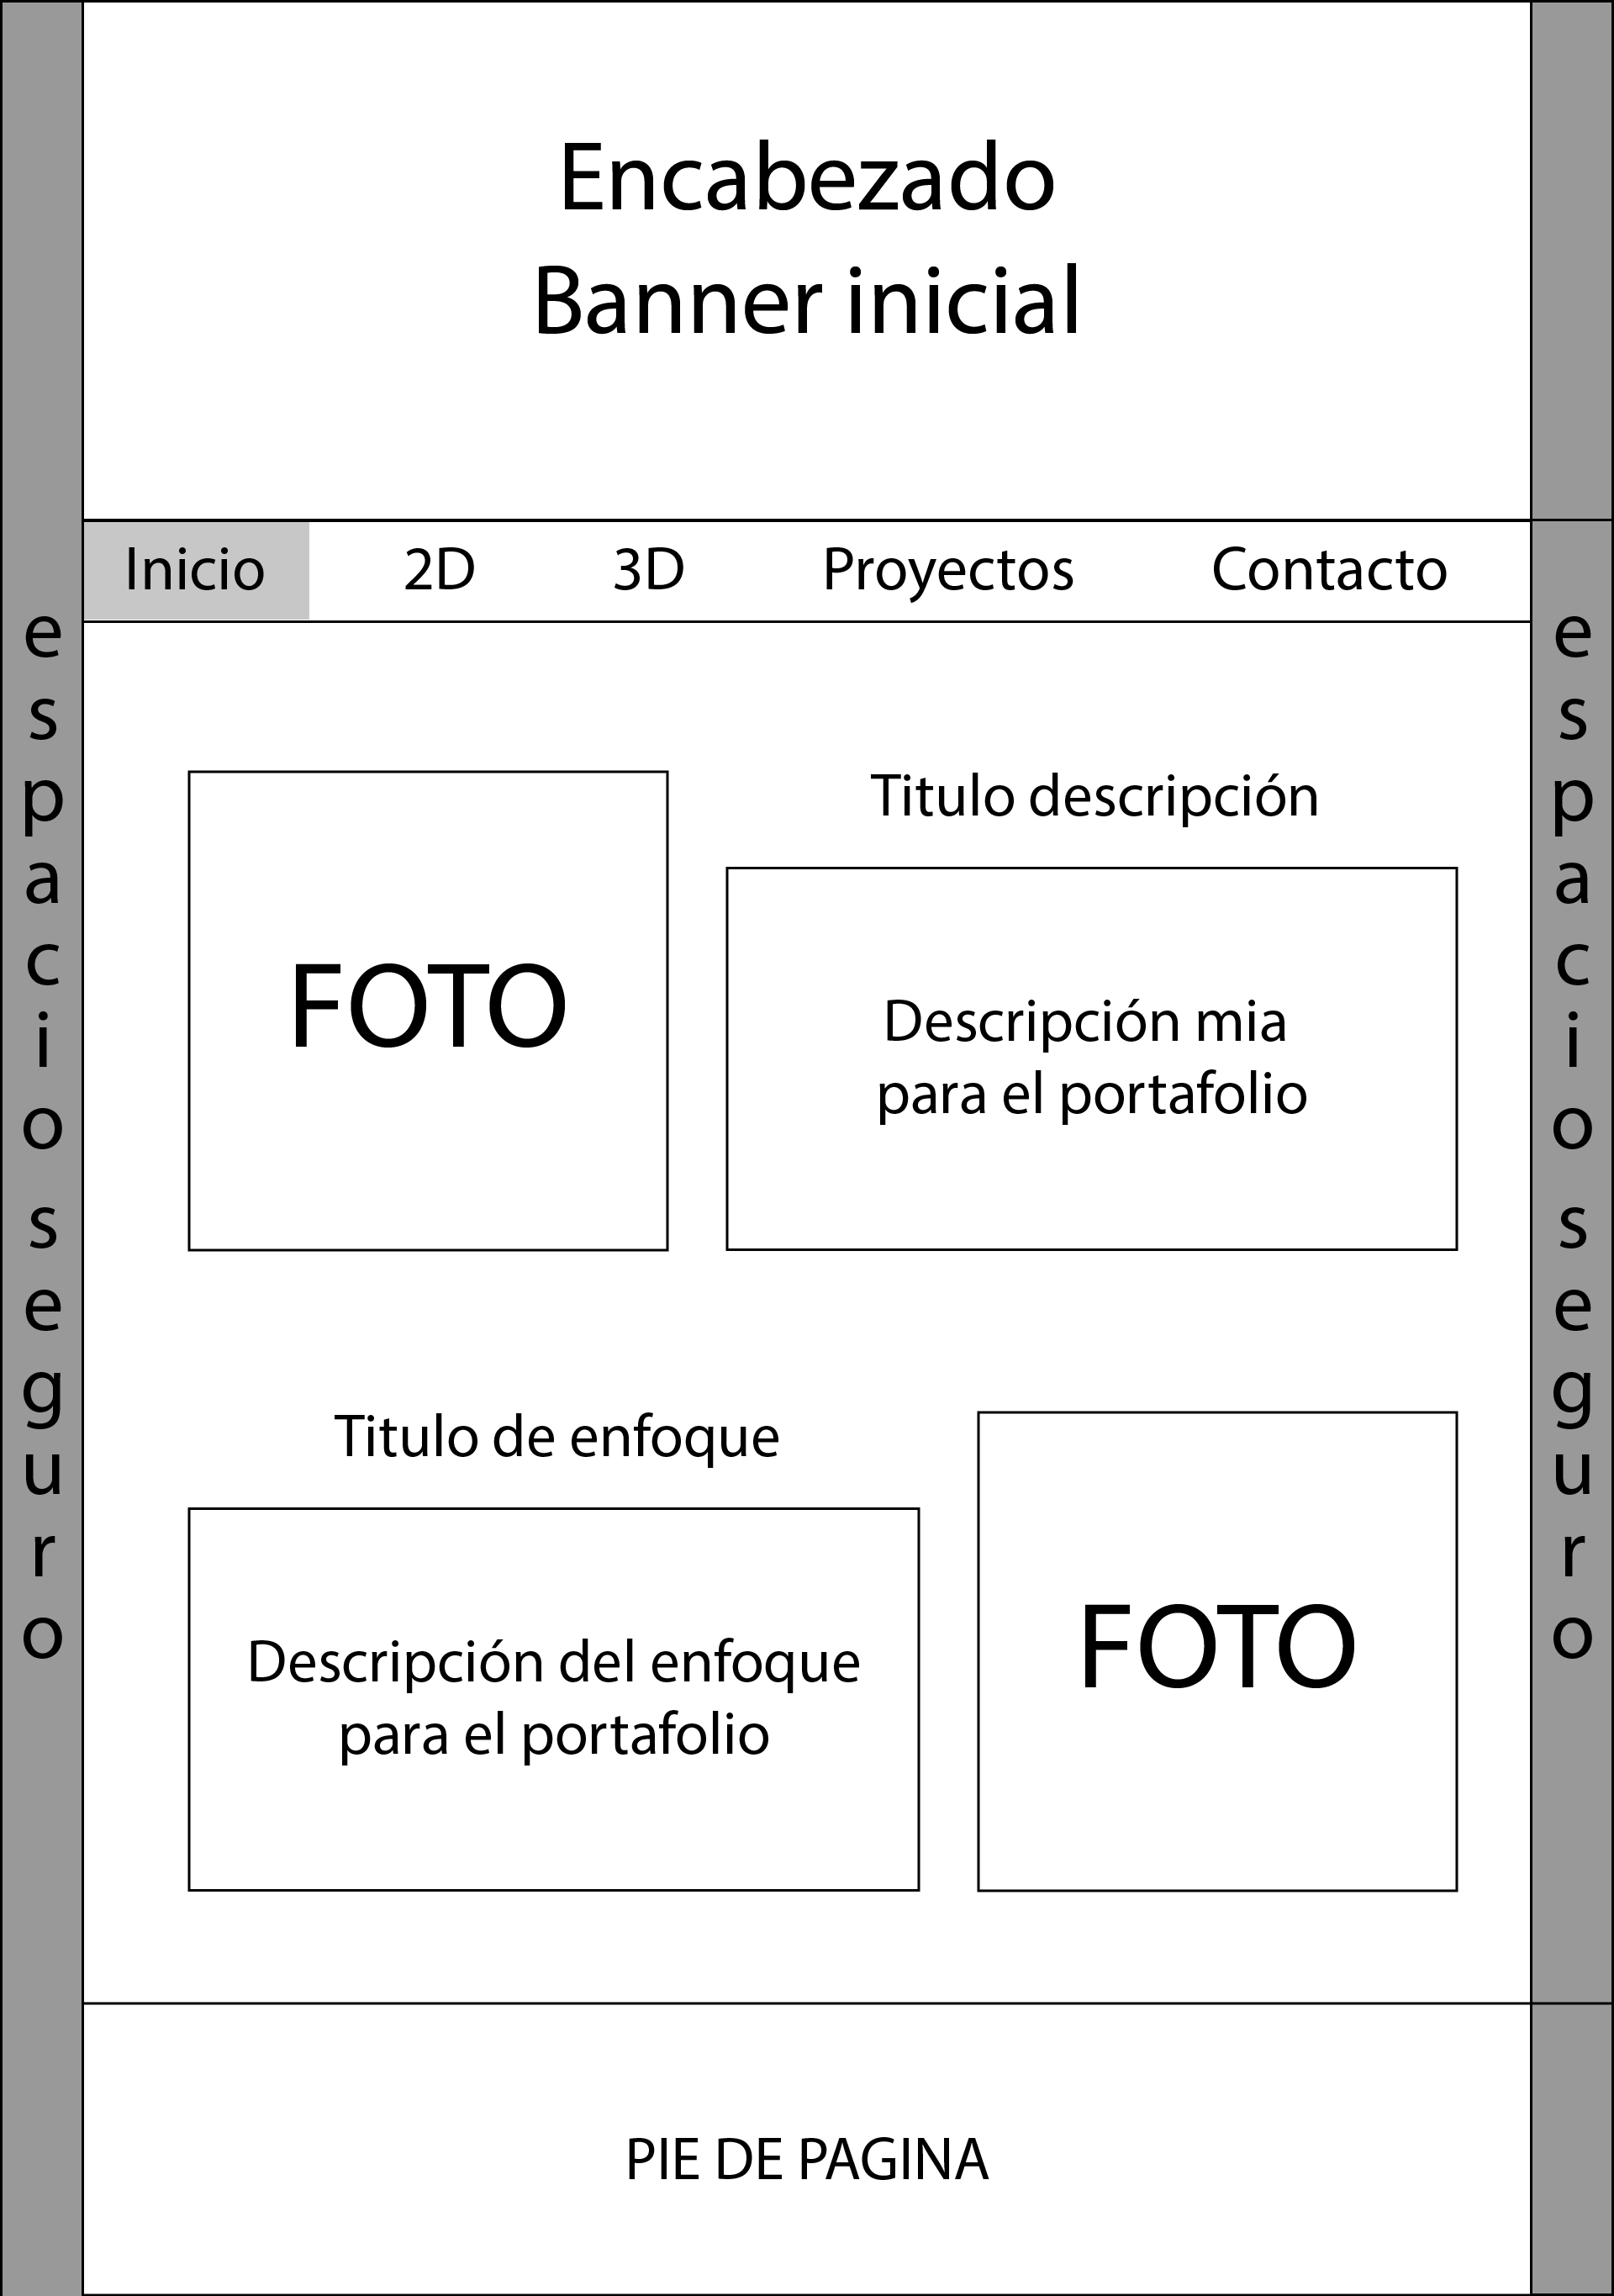 Encabezado
Banner inicial
Inicio 2D 3D Proyectos Contacto
espacio seguro
espacio seguro
Titulo descripción
FOTO
Descripción mia
para el portafolio
Titulo de enfoque
Descripción del enfoque
para el portafolio
FOTO
PIE DE PAGINA